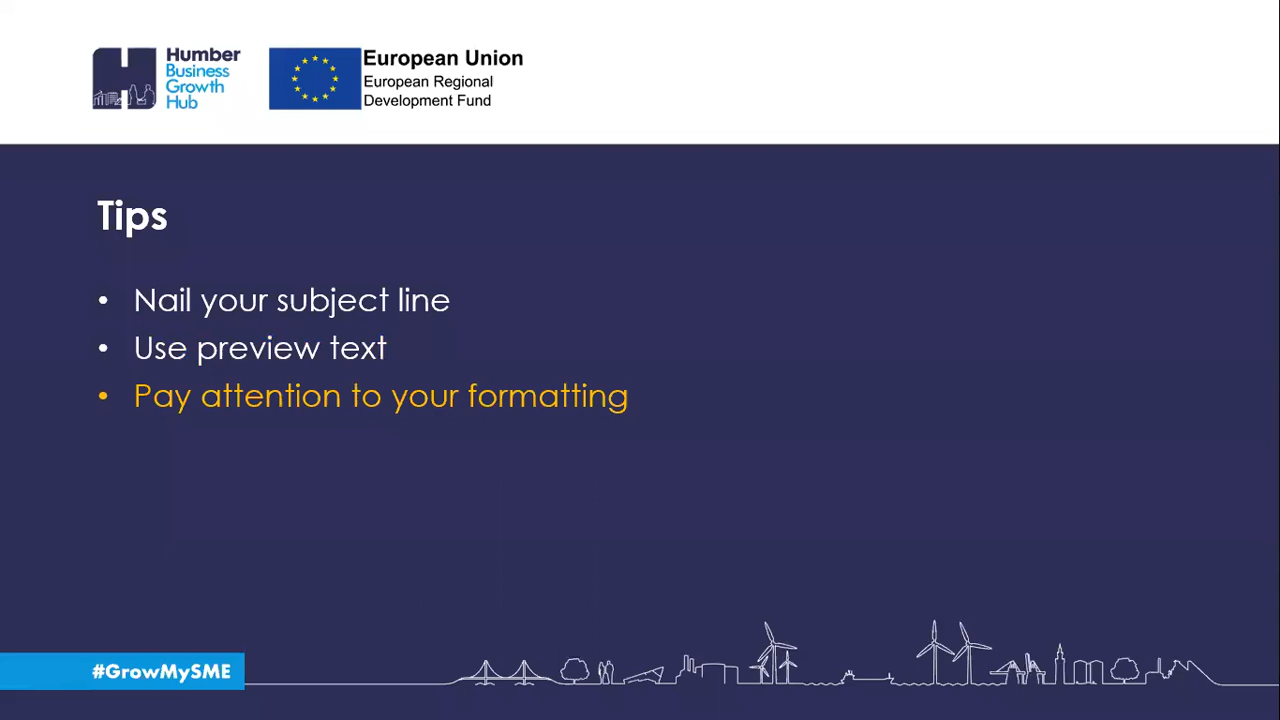 Humber
Business
Growth
Hub
European Union
European Regional
Development Fund
Tips
• Nail your subject line
• Use preview text
• Pay attention to your formatting
#GrowMySME